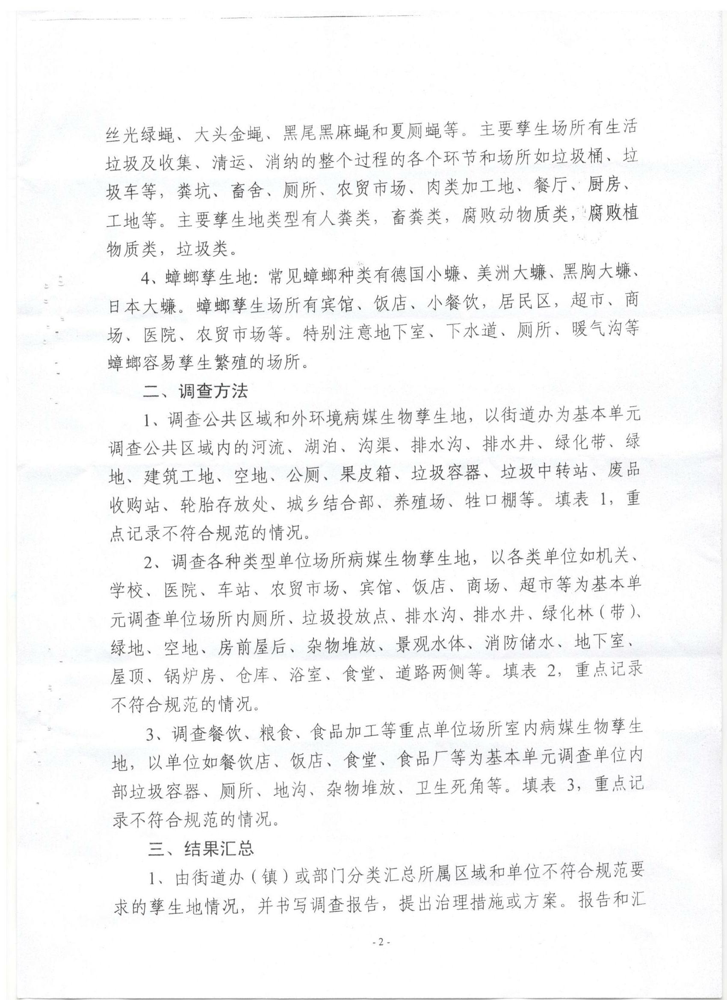 丝光绿蝇、大头金蝇、黑尾黑麻蝇和夏厕蝇等。主要孳生场所有生活
垃圾及收集、清运、消纳的整个过程的各个环节和场所如垃圾桶、垃
圾车等，粪坑、畜舍、厕所、农贸市场、肉类加工地、餐厅、厨房、
工地等。主要孳生地类型有人粪类，畜粪类，腐败动物质类，腐败植
物质类，垃圾类。
4、蟑螂孳生地：常见蟑螂种类有德国小蠊、美洲大蠊、黑胸大蠊、
日本大蠊。蟑螂孳生场所有宾馆、饭店、小餐饮，居民区，超市、商
场、医院、农贸市场等。特别注意地下室、下水道、厕所、暖气沟等
蟑螂容易孳生繁殖的场所。
二、调查方法
1、调查公共区域和外环境病媒生物孳生地，以街道办为基本单元
调查公共区域内的河流、湖泊、沟渠、排水沟、排水井、绿化带、绿
地、建筑工地、空地、公厕、果皮箱、垃圾容器、垃圾中转站、废品
收购站、轮胎存放处、城乡结合部、养殖场、牲口棚等。填表 1，重
点记录不符合规范的情况。
2、调查各种类型单位场所病媒生物孳生地，以各类单位如机关、
学校、医院、车站、农贸市场、宾馆、饭店、商场、超市等为基本单
元调查单位场所内厕所、垃圾投放点、排水沟、排水井、绿化林（带）、
绿地、空地、房前屋后、杂物堆放、景观水体、消防储水、地下室、
屋顶、锅炉房、仓库、浴室、食堂、道路两侧等。填表 2，重点记录
不符合规范的情况。
3、调查餐饮、粮食、食品加工等重点单位场所室内病媒生物孳生
地，以单位如餐饮店、饭店、食堂、食品厂等为基本单元调查单位内
部垃圾容器、厕所、地沟、杂物堆放、卫生死角等。填表 3，重点记
录不符合规范的情况。
三、结果汇总
1、由街道办（镇）或部门分类汇总所属区域和单位不符合规范要
求的孳生地情况，并书写调查报告，提出治理措施或方案。报告和汇
- 2 -